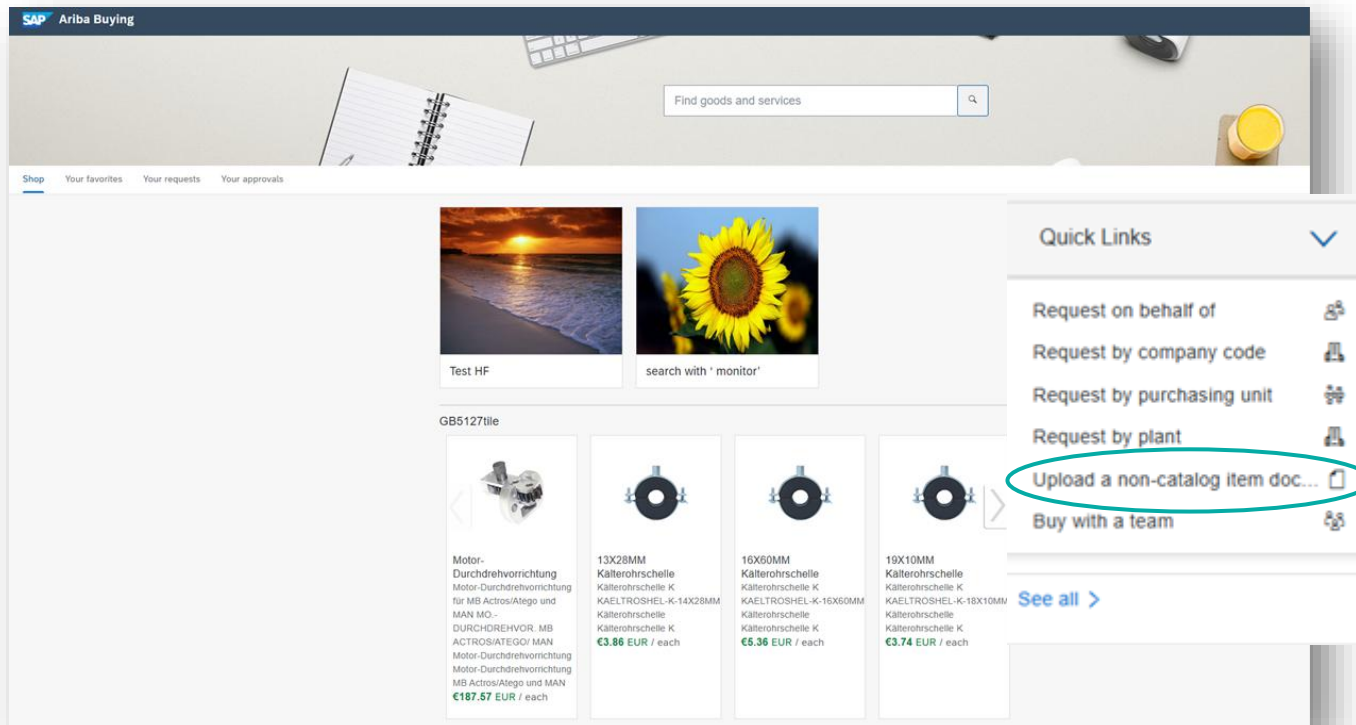 SAP Ariba Buying
Find goods and services
Shop Your favorites Your requests Your approvals
Test HF
search with ‘ monitor’
GB5127tile
Motor-
Durchdrehvorrichtung
Motor-Durchdrehvorrichtung
für MB Actros/Atego und
MAN MO.-
DURCHDREHVOR. MB
ACTROS/ATEGO/ MAN
Motor-Durchdrehvorrichtung
Motor-Durchdrehvorrichtung
MB Actros/Atego und MAN
€187.57 EUR / each
13X28MM
Kälterohrschelle
Kälterohrschelle K
KAELTROSHEL-K-14X28MM
Kälterohrschelle
Kälterohrschelle K
€3.86 EUR / each
16X60MM
Kälterohrschelle
Kälterohrschelle K
KAELTROSHEL-K-16X60MM
Kälterohrschelle
Kälterohrschelle K
€5.36 EUR / each
19X10MM
Kälterohrschelle
Kälterohrschelle K
KAELTROSHEL-K-18X10MM
Kälterohrschelle
Kälterohrschelle K
€3.74 EUR / each
Quick Links
Request on behalf of
Request by company code
Request by purchasing unit
Request by plant
Upload a non-catalog item doc...
Buy with a team
See all >